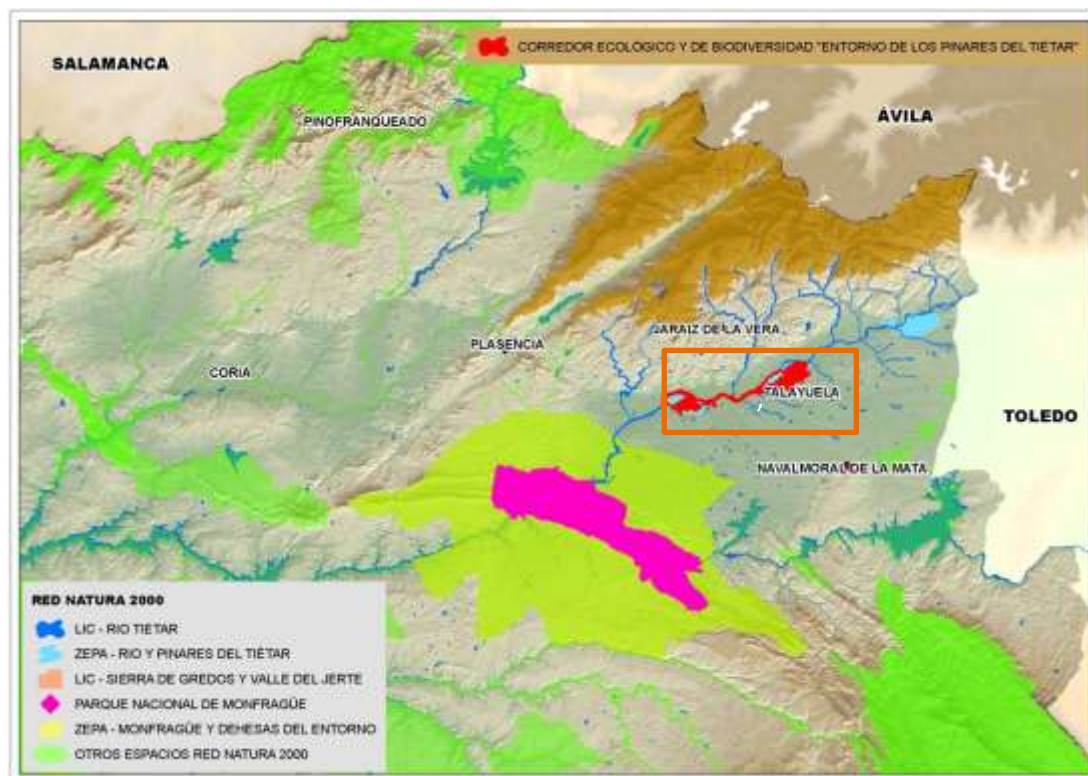 CORREDOR ECOLÓGICO Y DE BIODIVERSIDAD "ENTORNO DE LOS PINARES DEL TIÉTAR"
SALAMANCA
ÁVILA
PINOFRANQUEADO
JARAIZ DE LA VERA
PLASENCIA
CORIA
TALAYUELA
TOLEDO
NAVALMORAL DE LA MATA
RED NATURA 2000
LIC - RIO TIETAR
ZEPA - RIO Y PINARES DEL TIÉTAR
LIC - SIERRA DE GREDOS Y VALLE DEL JERTE
PARQUE NACIONAL DE MONFRAGÜE
ZEPA - MONFRAGÜE Y DEHESAS DEL ENTORNO
OTROS ESPACIOS RED NATURA 2000